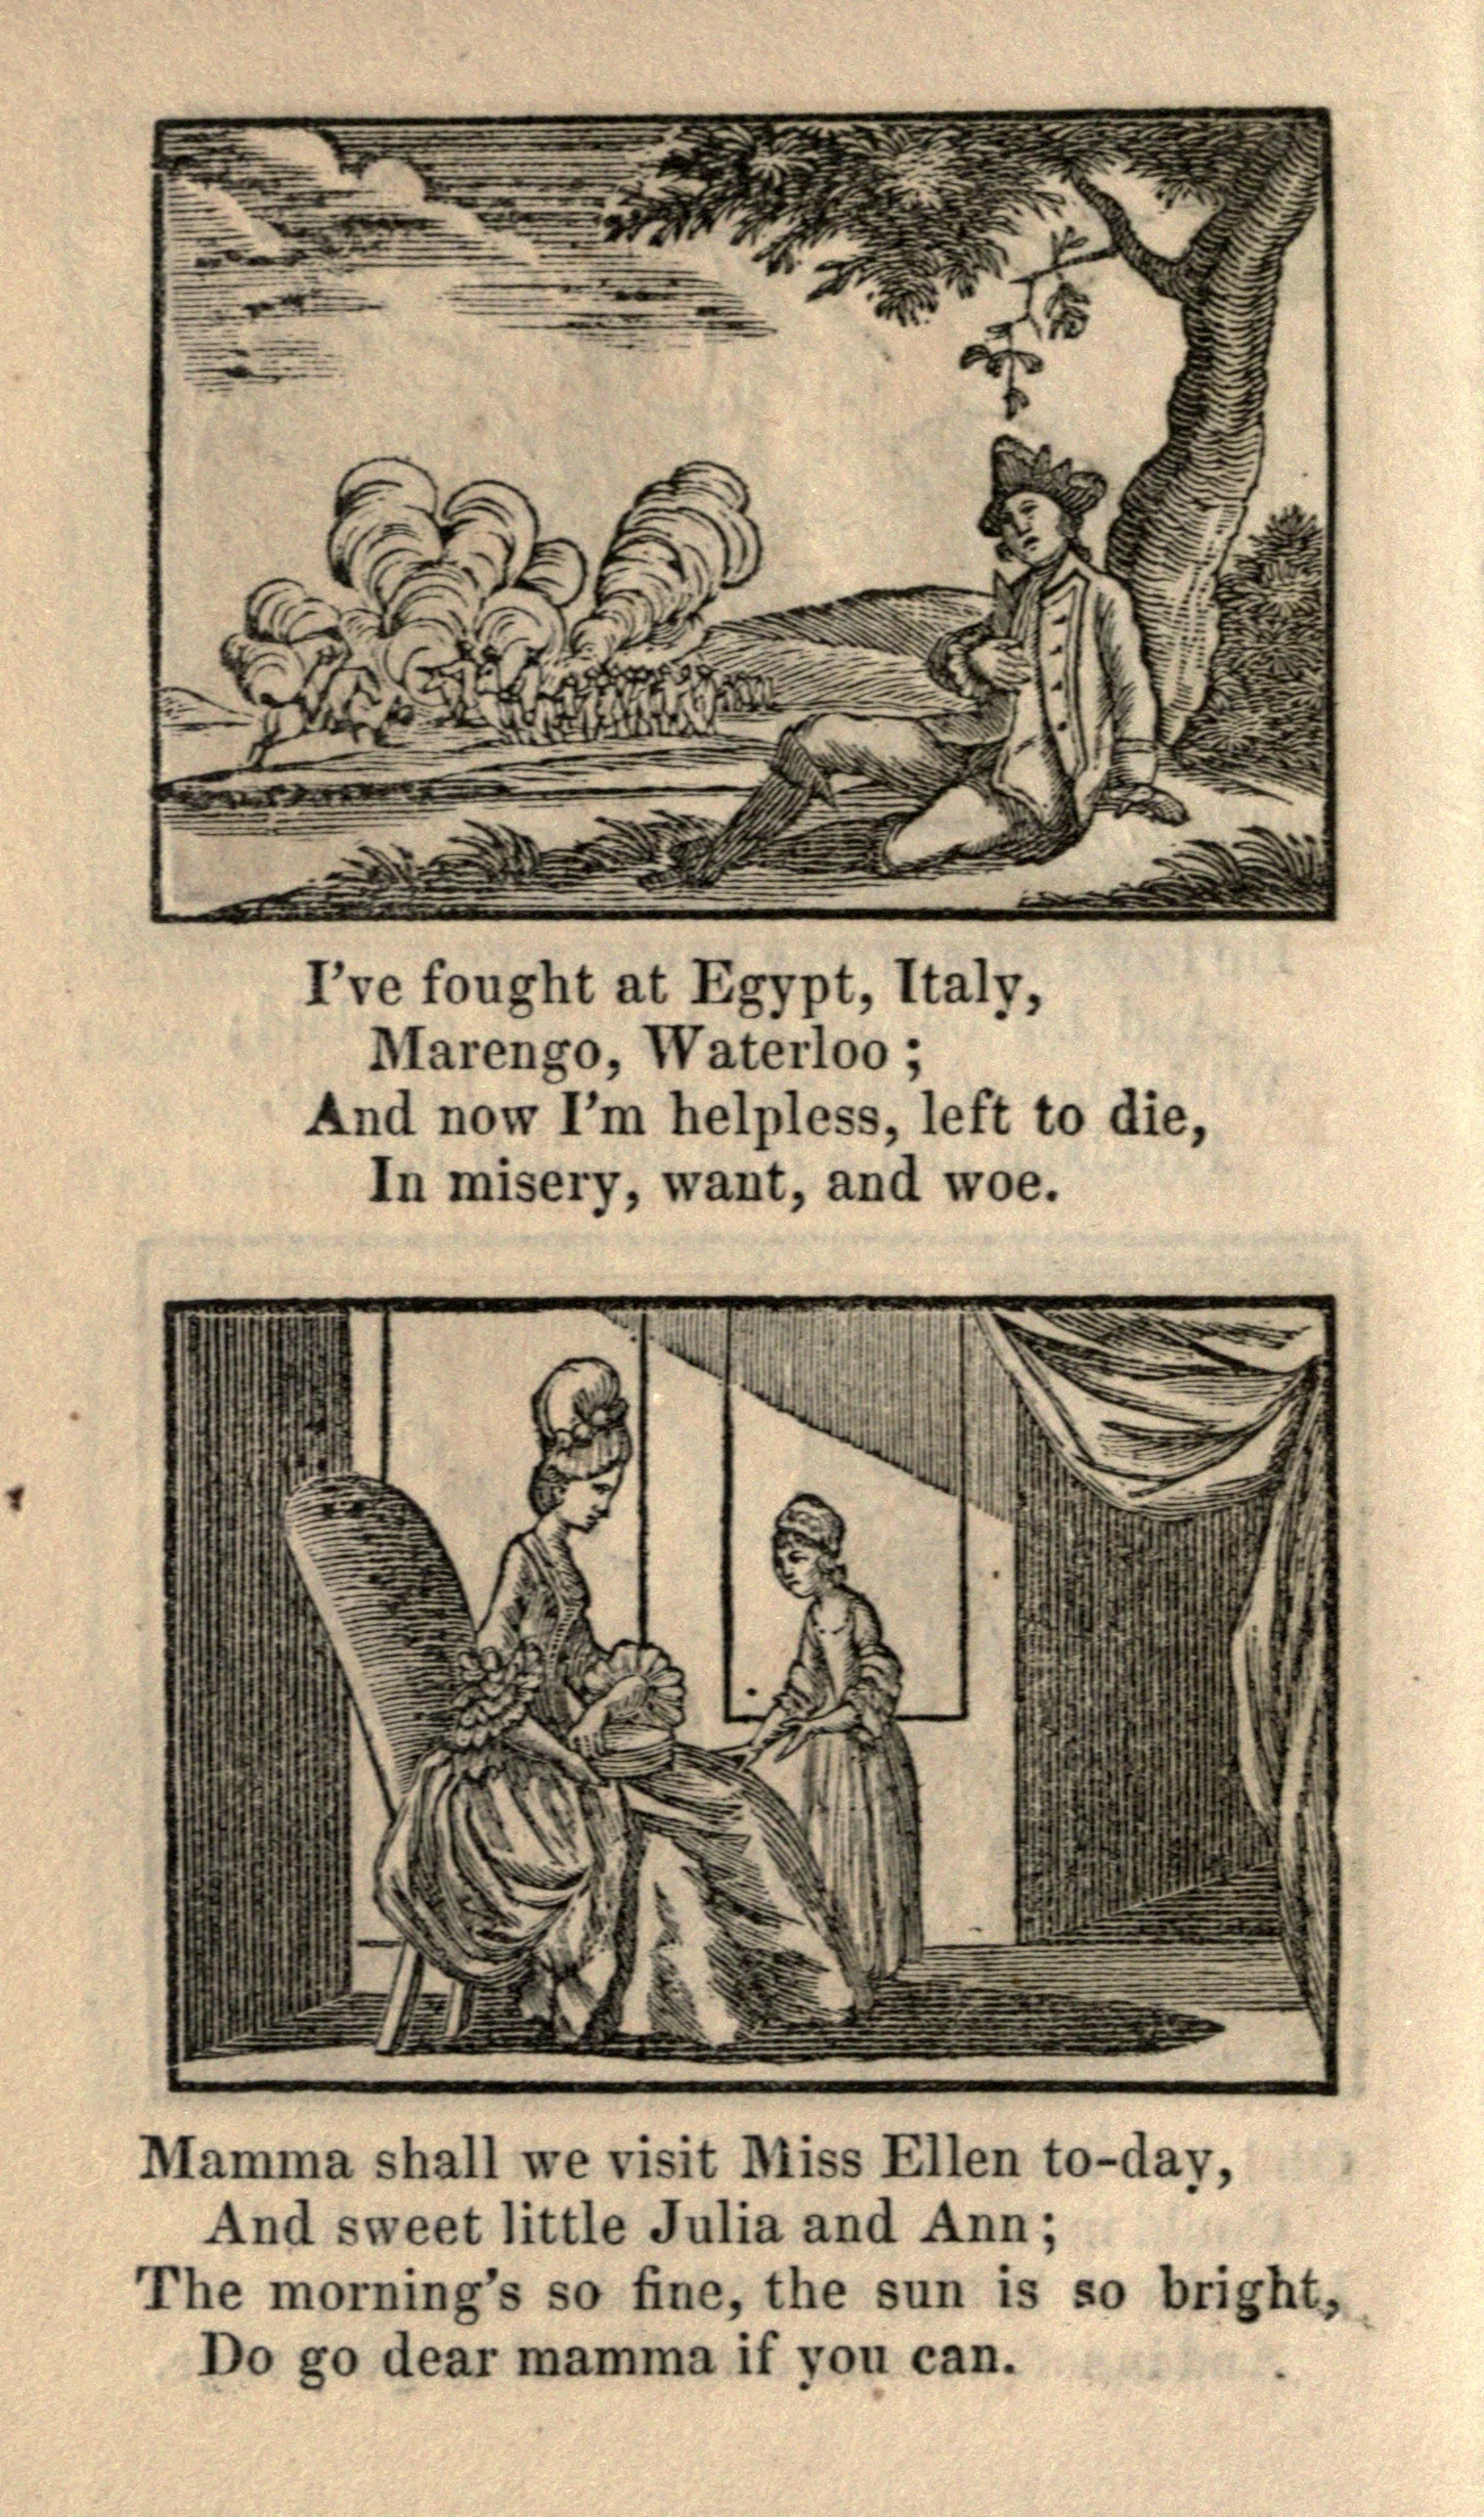 I've fought at Egypt, Italy,
Marengo, Waterloo ;
And now I'm helpless, left to die,
In misery, want, and woe.
Mamma shall we visit Miss Ellen to-day,
And sweet little Julia and Ann ;
The morning's so fine, the sun is so bright,
Do go dear mamma if you can.